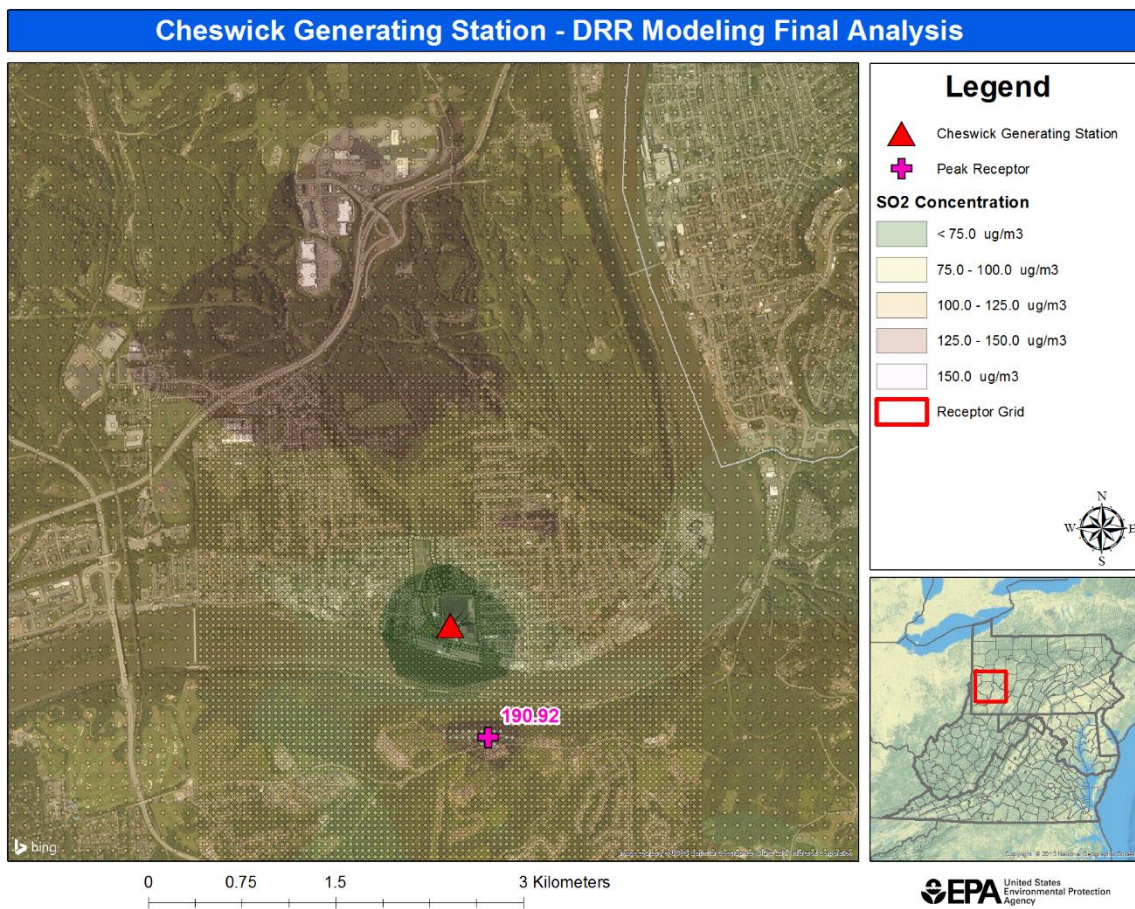 Cheswick Generating Station - DRR Modeling Final Analysis
190.92
bing
Legend
Cheswick Generating Station
Peak Receptor
SO2 Concentration
< 75.0 ug/m3
75.0 - 100.0 ug/m3
100.0 - 125.0 ug/m3
125.0 - 150.0 ug/m3
150.0 ug/m3
Receptor Grid
N
W E
S
0 0.75 1.5 3 Kilometers
EPA
United States
Environmental Protection
Agency